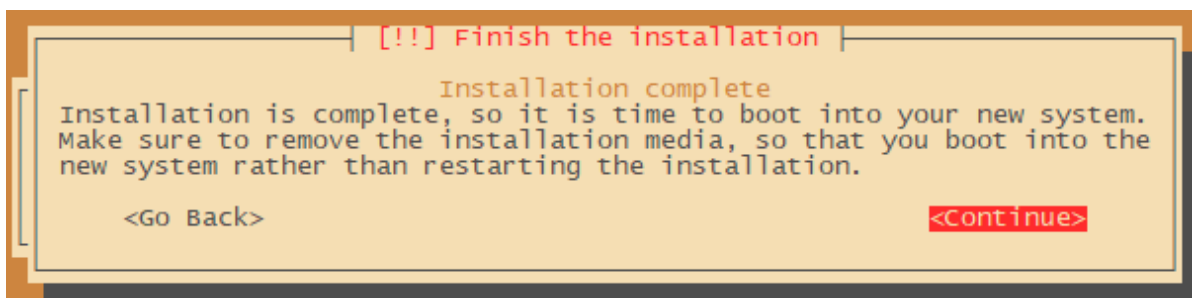 [!!] Finish the installation
Installation complete
Installation is complete, so it is time to boot into your new system.
Make sure to remove the installation media, so that you boot into the
new system rather than restarting the installation.
<Go Back> <Continue>